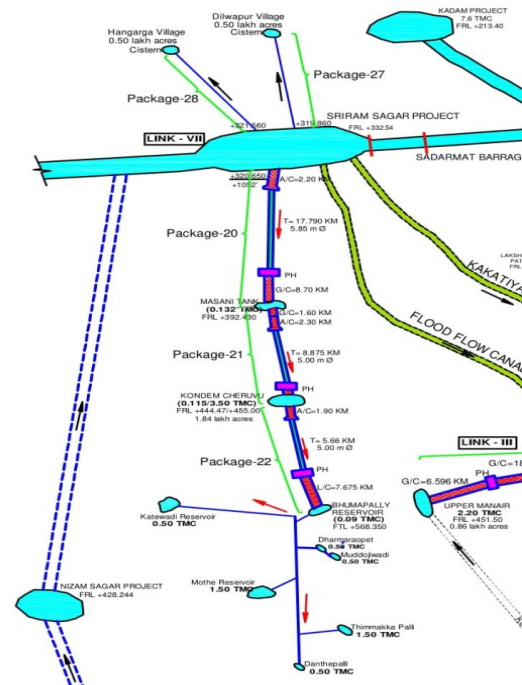 Dilwapur Village
0.50 lakh acres
Cistern
Hangarga Village
0.50 lakh acres
Cistern
KADAM PROJECT
7.6 TMC
FRL +213.40
Package-27
Package-28
+321.560
+319.860
SRIRAM SAGAR PROJECT
FRL +332.54
LINK - VII
SADARMAT BARRAG
+320.650
+1052'
A/C=2.20 KM
T= 17.790 KM
5.85 m Ø
Package-20
PH
G/C=8.70 KM
MASANI TANK
(0.132 TMC)
FRL +392.430
G/C=1.60 KM
A/C=2.30 KM
LAKSH
PAT
FRL
KAKATIYA
FLOOD FLOW CANAL
Package-21
T= 8.875 KM
5.00 m Ø
PH
KONDEM CHERUVU
(0.115/3.50 TMC)
FRL +444.47/+455.00
1.84 lakh acres
A/C=1.90 KM
T= 5.66 KM
5.00 m Ø
LINK - III
G/C=18
Package-22
PH
L/C=7.675 KM
G/C=6.596 KM
PH
BHUMAPALLY
RESERVOIR
(0.09 TMC)
FTL +568.350
UPPER MANAIR
2.20 TMC
FRL +451.50
0.86 lakh acres
Katewadi Reservoir
0.50 TMC
Dharmaraopet
0.50 TMC
Muddojiwadi
0.50 TMC
NIZAM SAGAR PROJECT
FRL +428.244
Mothe Reservoir
1.50 TMC
Thimmakka Palli
1.50 TMC
Danthepalli
0.50 TMC